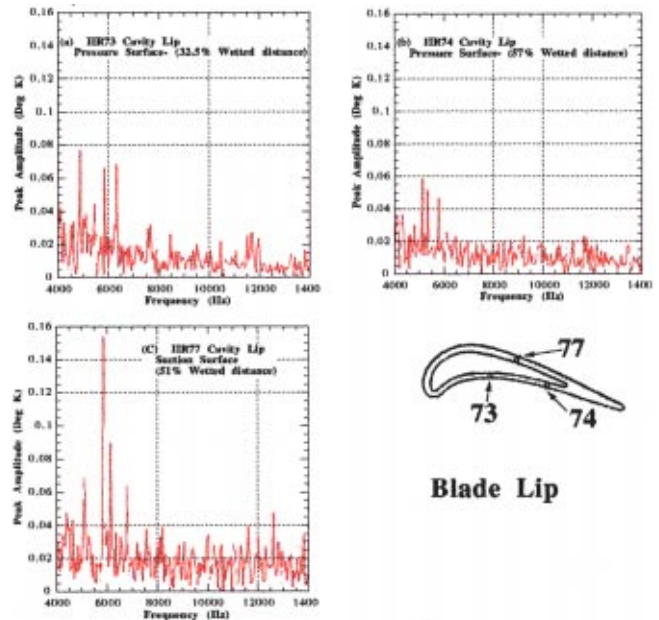 (a) HR73 Cavity Lip
Pressure Surface- (32.5% Wetted distance)
Peak Amplitude (Deg K)
0.16
0.14
0.12
0.1
0.08
0.06
0.04
0.02
0
4000 6000 8000 10000 12000 1400
Frequency (Hz)
(b) HR74 Cavity Lip
Pressure Surface- (57% Wetted distance)
Peak Amplitude (Deg K)
0.16
0.14
0.12
0.1
0.08
0.06
0.04
0.02
0
4000 6000 8000 10000 12000 1400
Frequency (Hz)
(C) HR77 Cavity Lip
Suction Surface
(51% Wetted distance)
Peak Amplitude (Deg K)
0.16
0.14
0.12
0.1
0.08
0.06
0.04
0.02
0
4000 6000 8000 10000 12000 1400
Frequency (Hz)
77
73
74
Blade Lip